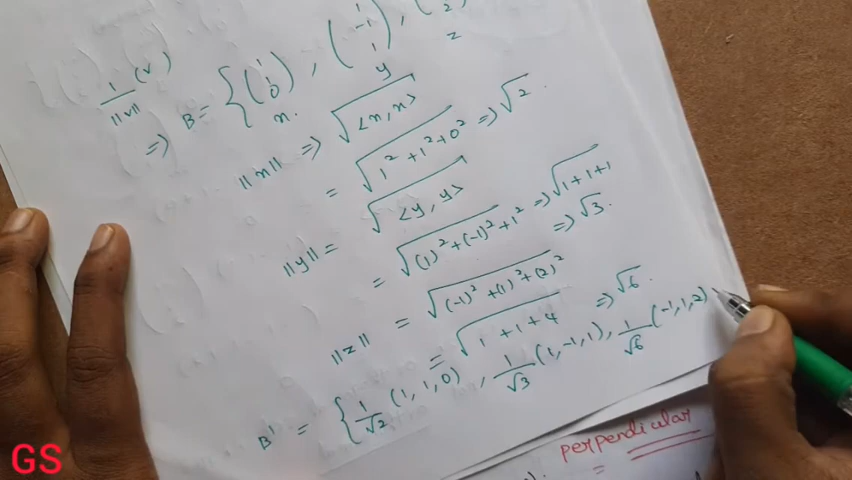 1/||v|| (v)
⇒ B = { (1 1 0), (1 -1 1), ( 2
x. y z
||x|| ⇒ √<x, x>
= √1² + 1² + 0² ⇒ √2.
||y|| = √<y, y>
= √(1)² + (-1)² + 1² ⇒ √1+1+1
⇒ √3.
||z|| = √(-1)² + (1)² + (2)²
= √1 + 1 + 4 ⇒ √6.
B' = { 1/√2 (1, 1, 0), 1/√3 (1, -1, 1), 1/√6 (-1, 1, 2)
perpendicular
=
GS